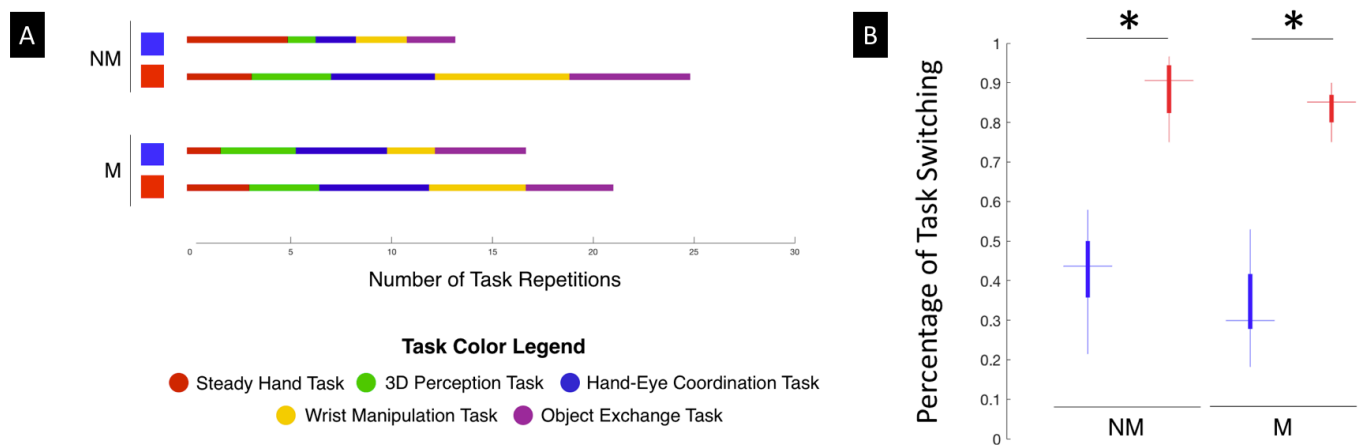 A
NM
M
0 5 10 15 20 25 30
Number of Task Repetitions
Task Color Legend
Steady Hand Task 3D Perception Task Hand-Eye Coordination Task
Wrist Manipulation Task Object Exchange Task
B
* *
Percentage of Task Switching
1
0.9
0.8
0.7
0.6
0.5
0.4
0.3
0.2
0.1
0
NM M